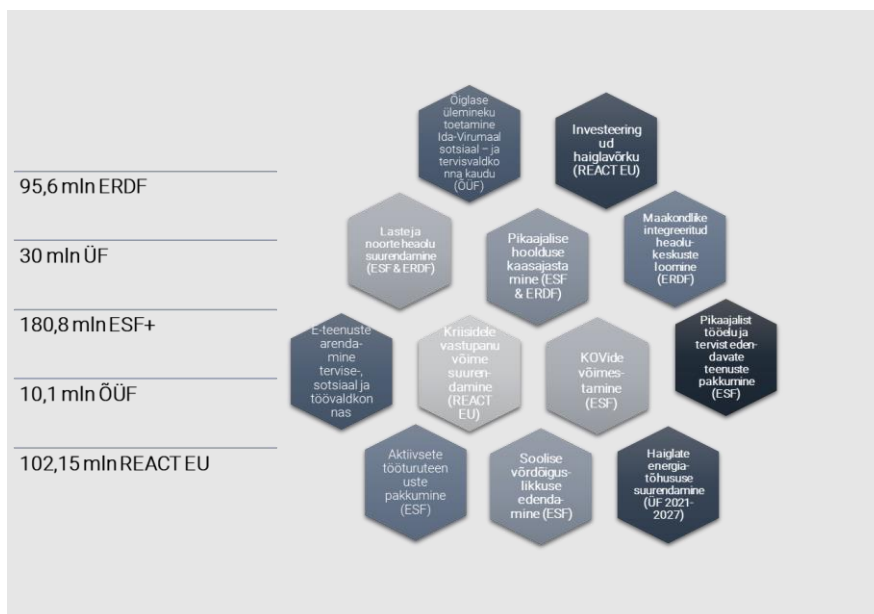 95,6 mln ERDF
30 mln ÜF
180,8 mln ESF+
10,1 mln ÕÜF
102,15 mln REACT EU
Õiglase
ülemineku
toetamine
Ida-Virumaal
sotsiaal – ja
tervisvaldko
nna kaudu
(ÕÜF)
Investeering
ud
haiglavõrku
(REACT EU)
Laste ja
noorte heaolu
suurendamine
(ESF & ERDF)
Pikaajalise
hoolduse
kaasajasta
mine (ESF
& ERDF)
Maakondlike
integreeritud
heaolu-
keskuste
loomine
(ERDF)
E-teenuste
arenda-
mine
tervise-,
sotsiaal ja
töövaldkon
nas
Kriisidele
vastupanu
võime
suuren-
damine
(REACT
EU)
KOVide
võimes-
tamine
(ESF)
Pikaajalist
tööelu ja
tervist eden-
davate
teenuste
pakkumine
(ESF)
Aktiivsete
tööturuteen
uste
pakkumine
(ESF)
Soolise
võrdõigus-
likkuse
edenda-
mine (ESF)
Haiglate
energia-
tõhususe
suurendamine
(ÜF 2021-
2027)